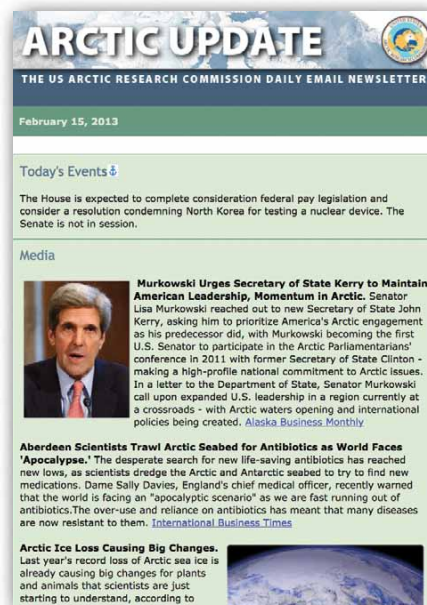 ARCTIC UPDATE
THE US ARCTIC RESEARCH COMMISSION DAILY EMAIL NEWSLETTER
February 15, 2013
Today's Events
The House is expected to complete consideration federal pay legislation and
consider a resolution condemning North Korea for testing a nuclear device. The
Senate is not in session.
Media
Murkowski Urges Secretary of State Kerry to Maintain
American Leadership, Momentum in Arctic. Senator
Lisa Murkowski reached out to new Secretary of State John
Kerry, asking him to prioritize America's Arctic engagement
as his predecessor did, with Murkowski becoming the first
U.S. Senator to participate in the Arctic Parliamentarians'
conference in 2011 with former Secretary of State Clinton -
making a high-profile national commitment to Arctic issues.
In a letter to the Department of State, Senator Murkowski
call upon expanded U.S. leadership in a region currently at
a crossroads - with Arctic waters opening and international
policies being created. Alaska Business Monthly
Aberdeen Scientists Trawl Arctic Seabed for Antibiotics as World Faces
'Apocalypse.' The desperate search for new life-saving antibiotics has reached
new lows, as scientists dredge the Arctic and Antarctic seabed to try to find new
medications. Dame Sally Davies, England's chief medical officer, recently warned
that the world is facing an "apocalyptic scenario" as we are fast running out of
antibiotics.The over-use and reliance on antibiotics has meant that many diseases
are now resistant to them. International Business Times
Arctic Ice Loss Causing Big Changes.
Last year's record loss of Arctic sea ice is
already causing big changes for plants
and animals that scientists are just
starting to understand, according to